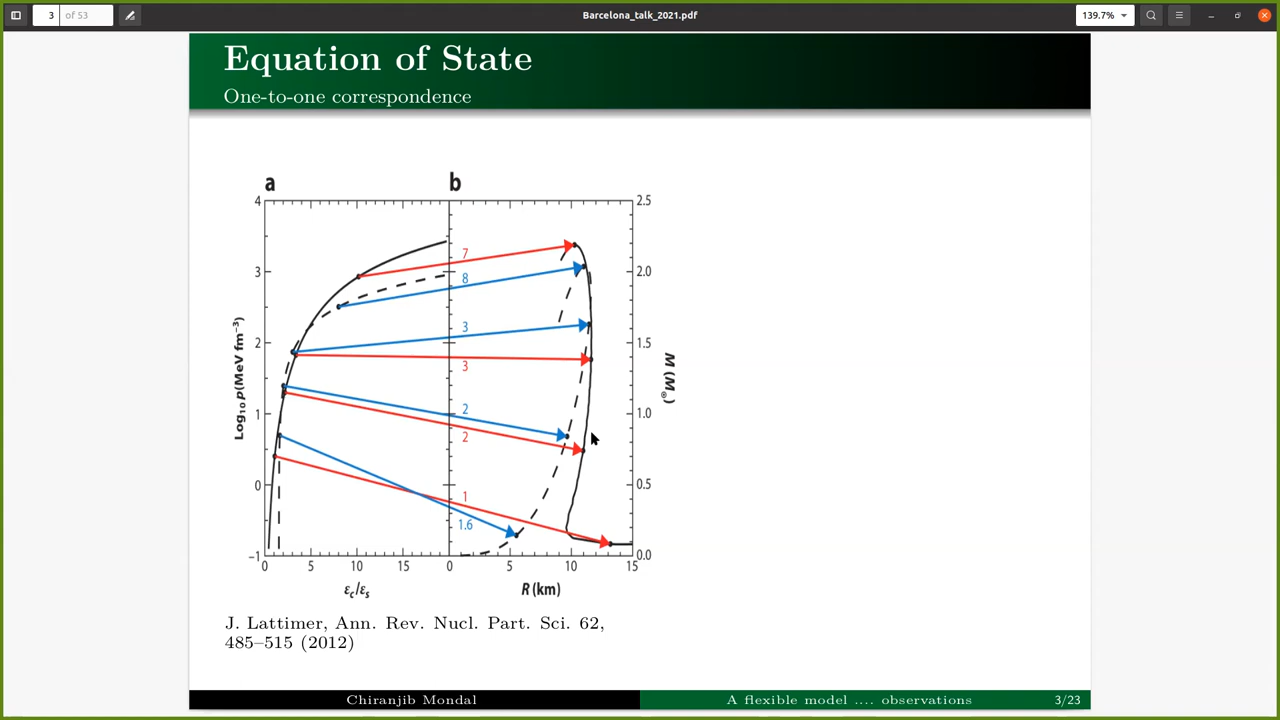 3 of 53
Barcelona_talk_2021.pdf
139.7%
Equation of State
One-to-one correspondence
a
b
4
3
2
1
0
−1
Log₁₀ p (MeV fm⁻³)
7
8
3
3
2
2
1
1.6
2.5
2.0
1.5
1.0
0.5
0.0
M (M⊙)
0 5 10 15 0 5 10 15
εc/εs
R (km)
J. Lattimer, Ann. Rev. Nucl. Part. Sci. 62,
485–515 (2012)
Chiranjib Mondal
A flexible model .... observations
3/23